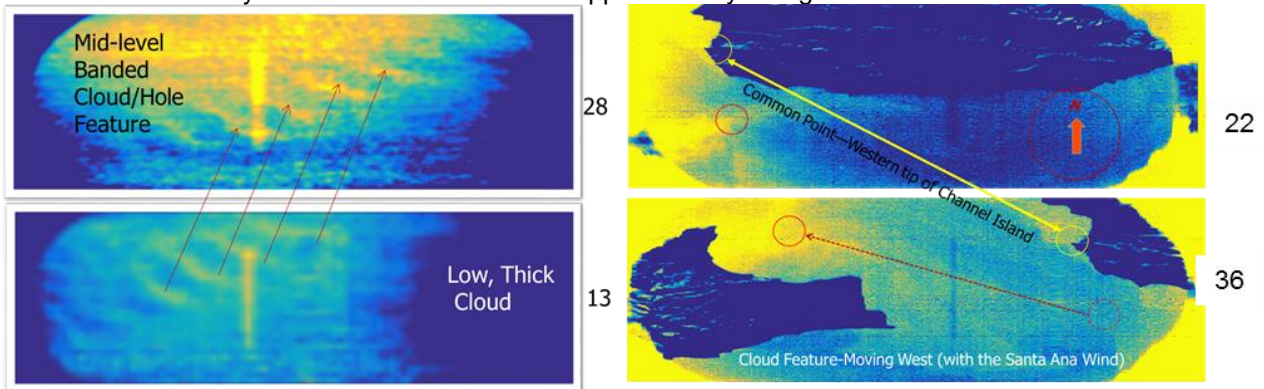 Mid-level
Banded
Cloud/Hole
Feature
28
Low, Thick
Cloud
13
Common Point—Western tip of Channel Island
N
22
36
Cloud Feature-Moving West (with the Santa Ana Wind)